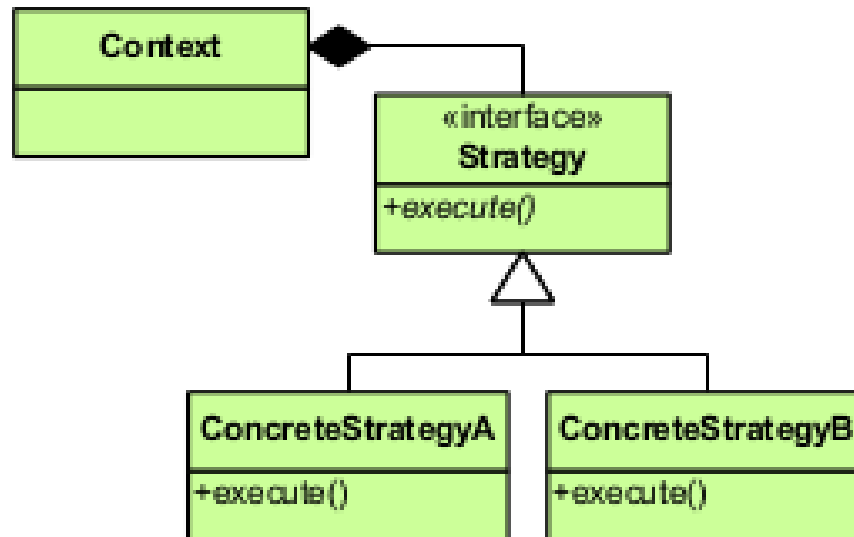 Context
«interface»
Strategy
+execute()
ConcreteStrategyA
+execute()
ConcreteStrategyB
+execute()